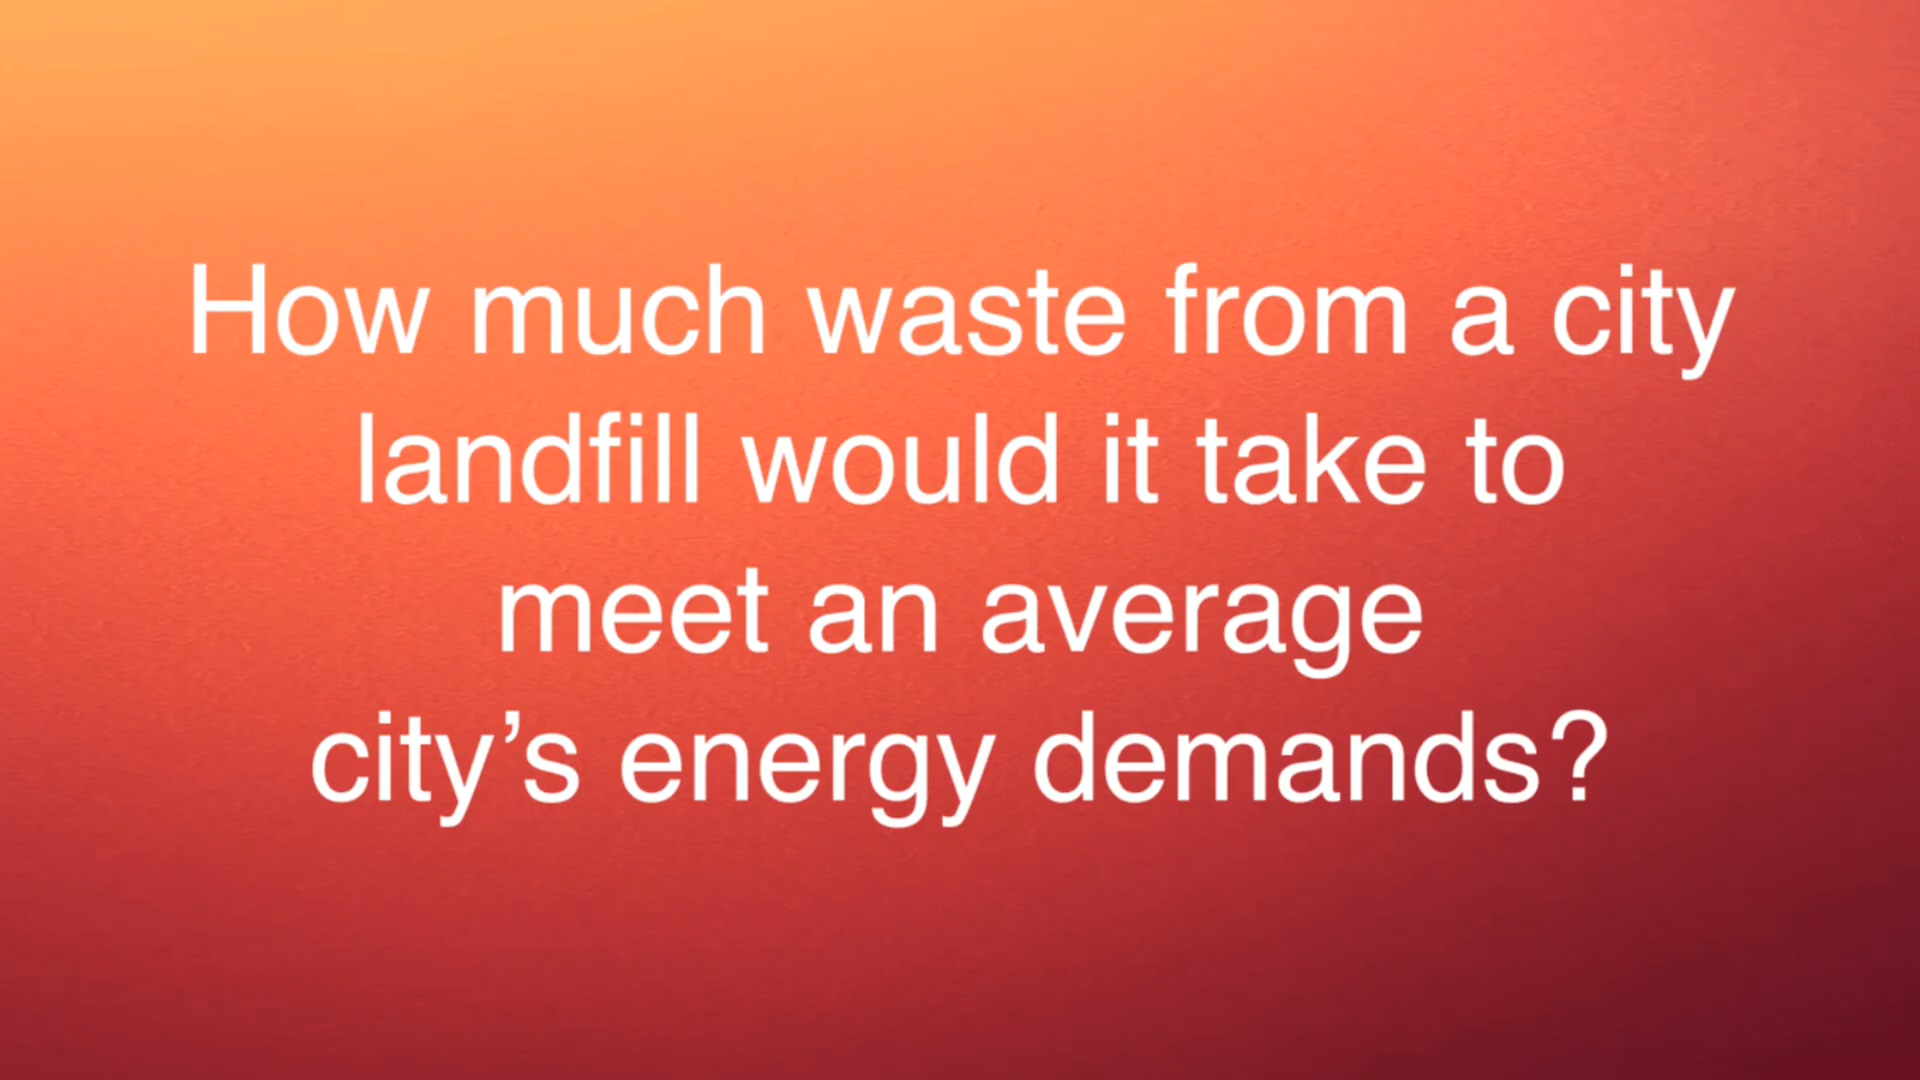 How much waste from a city
landfill would it take to
meet an average
city’s energy demands?